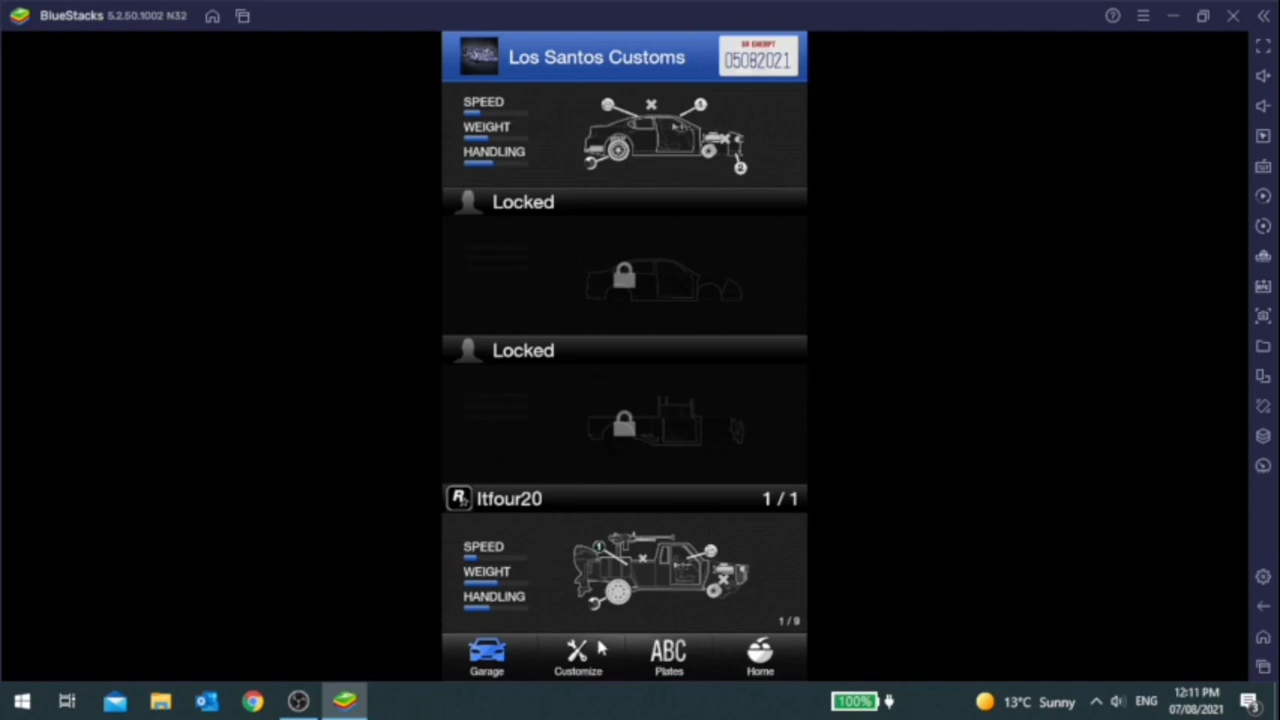 BlueStacks 5.2.50.1002 N32
Los Santos Customs
SA EXEMPT
05082021
SPEED
WEIGHT
HANDLING
Locked
Locked
R★ ltfour20 1 / 1
SPEED
WEIGHT
HANDLING
1 / 9
Garage
Customize
ABC
Plates
Home
100%
13°C Sunny
ENG
12:11 PM
07/08/2021
3